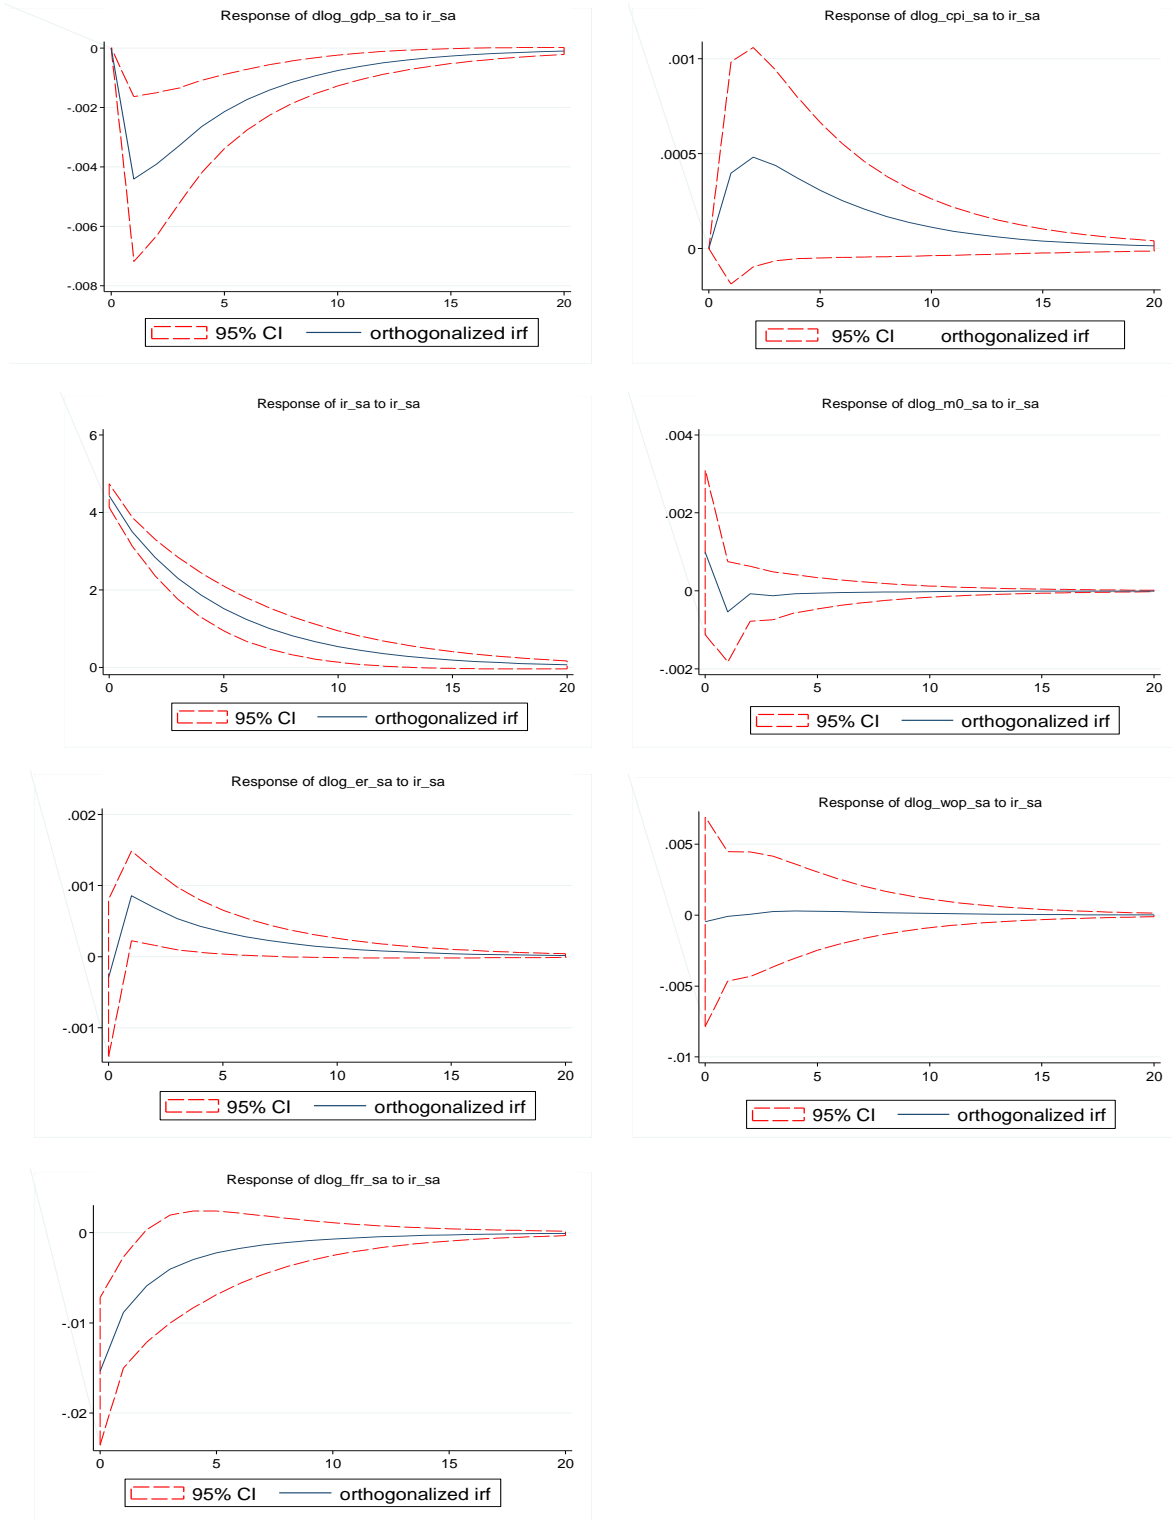 Response of dlog_gdp_sa to ir_sa
0
-.002
-.004
-.006
-.008
0 5 10 15 20
95% CI orthogonalized irf
Response of dlog_cpi_sa to ir_sa
.001
.0005
0
0 5 10 15 20
95% CI orthogonalized irf
Response of ir_sa to ir_sa
6
4
2
0
0 5 10 15 20
95% CI orthogonalized irf
Response of dlog_m0_sa to ir_sa
.004
.002
0
-.002
0 5 10 15 20
95% CI orthogonalized irf
Response of dlog_er_sa to ir_sa
.002
.001
0
-.001
0 5 10 15 20
95% CI orthogonalized irf
Response of dlog_wop_sa to ir_sa
.005
0
-.005
-.01
0 5 10 15 20
95% CI orthogonalized irf
Response of dlog_ffr_sa to ir_sa
0
-.01
-.02
0 5 10 15 20
95% CI orthogonalized irf